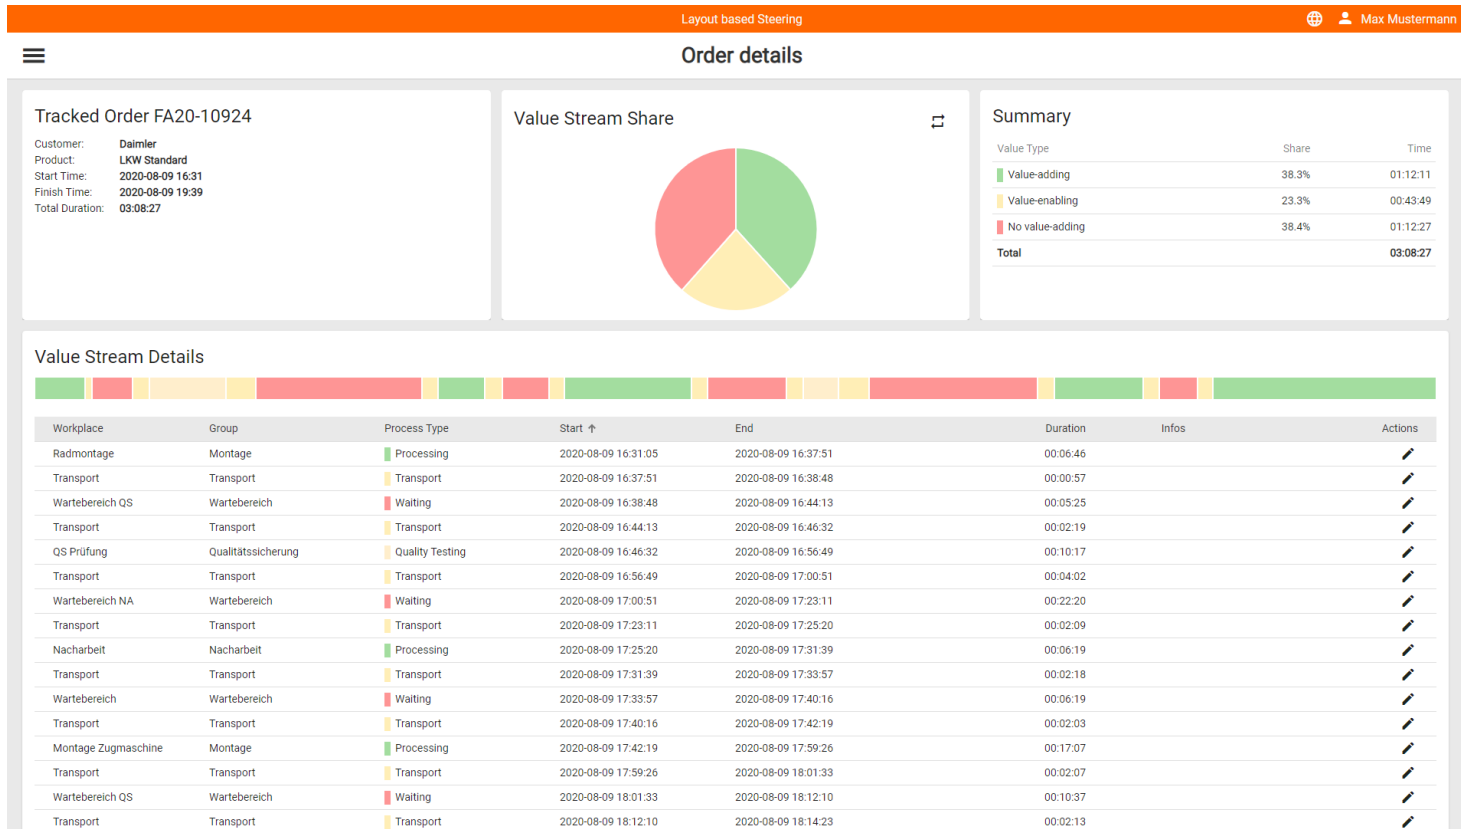 Layout based Steering
Max Mustermann
Order details
Tracked Order FA20-10924
Customer: Daimler
Product: LKW Standard
Start Time: 2020-08-09 16:31
Finish Time: 2020-08-09 19:39
Total Duration: 03:08:27
Value Stream Share
Summary
Value Type Share Time
Value-adding 38.3% 01:12:11
Value-enabling 23.3% 00:43:49
No value-adding 38.4% 01:12:27
Total 03:08:27
Value Stream Details
Workplace Group Process Type Start End Duration Infos Actions
Radmontage Montage Processing 2020-08-09 16:31:05 2020-08-09 16:37:51 00:06:46
Transport Transport Transport 2020-08-09 16:37:51 2020-08-09 16:38:48 00:00:57
Wartebereich QS Wartebereich Waiting 2020-08-09 16:38:48 2020-08-09 16:44:13 00:05:25
Transport Transport Transport 2020-08-09 16:44:13 2020-08-09 16:46:32 00:02:19
QS Prüfung Qualitätssicherung Quality Testing 2020-08-09 16:46:32 2020-08-09 16:56:49 00:10:17
Transport Transport Transport 2020-08-09 16:56:49 2020-08-09 17:00:51 00:04:02
Wartebereich NA Wartebereich Waiting 2020-08-09 17:00:51 2020-08-09 17:23:11 00:22:20
Transport Transport Transport 2020-08-09 17:23:11 2020-08-09 17:25:20 00:02:09
Nacharbeit Nacharbeit Processing 2020-08-09 17:25:20 2020-08-09 17:31:39 00:06:19
Transport Transport Transport 2020-08-09 17:31:39 2020-08-09 17:33:57 00:02:18
Wartebereich Wartebereich Waiting 2020-08-09 17:33:57 2020-08-09 17:40:16 00:06:19
Transport Transport Transport 2020-08-09 17:40:16 2020-08-09 17:42:19 00:02:03
Montage Zugmaschine Montage Processing 2020-08-09 17:42:19 2020-08-09 17:59:26 00:17:07
Transport Transport Transport 2020-08-09 17:59:26 2020-08-09 18:01:33 00:02:07
Wartebereich QS Wartebereich Waiting 2020-08-09 18:01:33 2020-08-09 18:12:10 00:10:37
Transport Transport Transport 2020-08-09 18:12:10 2020-08-09 18:14:23 00:02:13